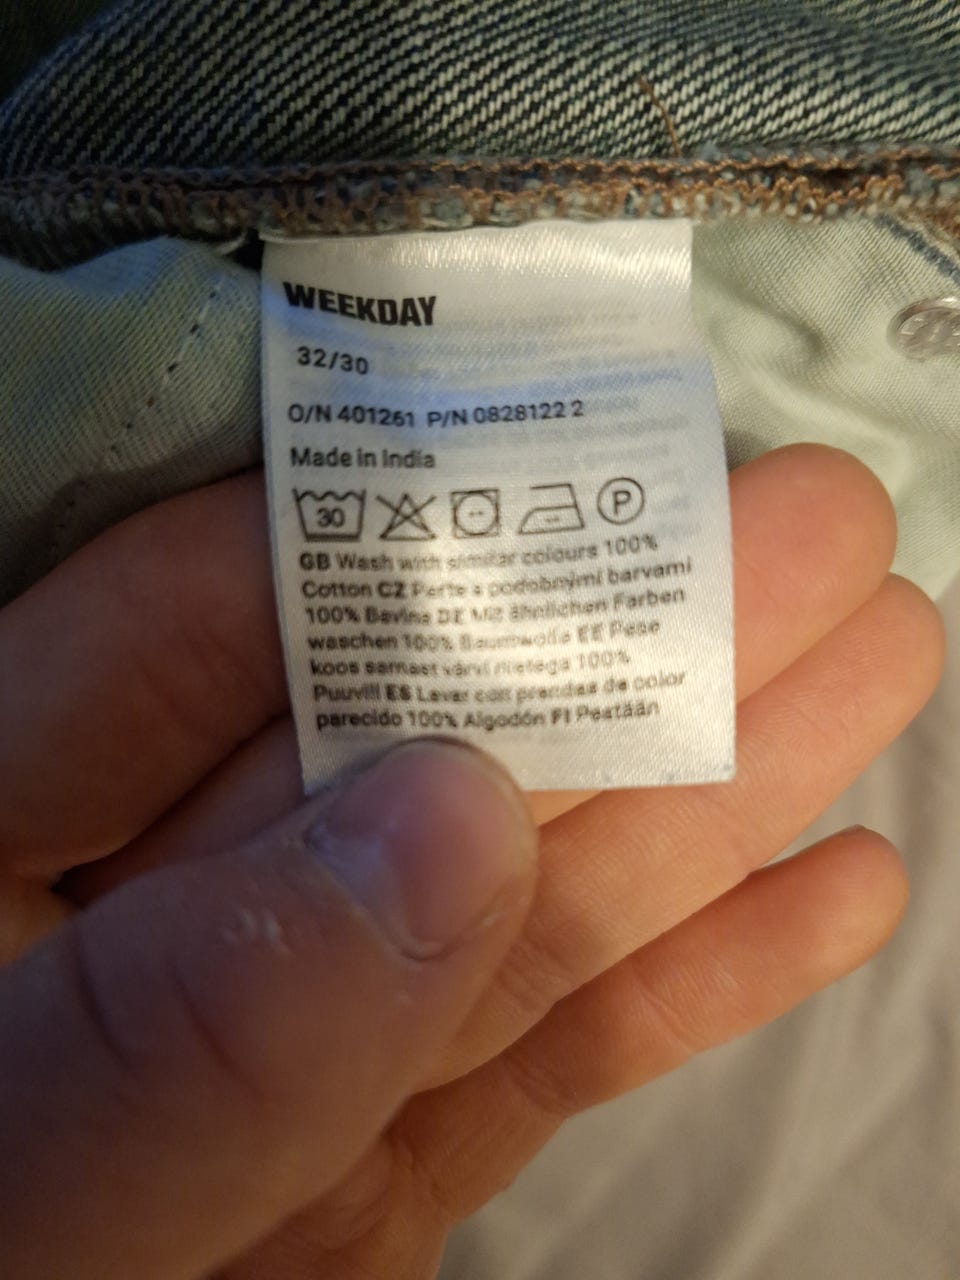 WEEKDAY
32/30
O/N 401261 P/N 0828122 2
Made in India
30 P
GB Wash with similar colours 100%
Cotton CZ Perte s podobnými barvami
100% Bavlna DE Mit ähnlichen Farben
waschen 100% Baumwolle EE Pese
koos samast värvi riietega 100%
Puuvill ES Lavar con prendas de color
parecido 100% Algodón FI Pestään